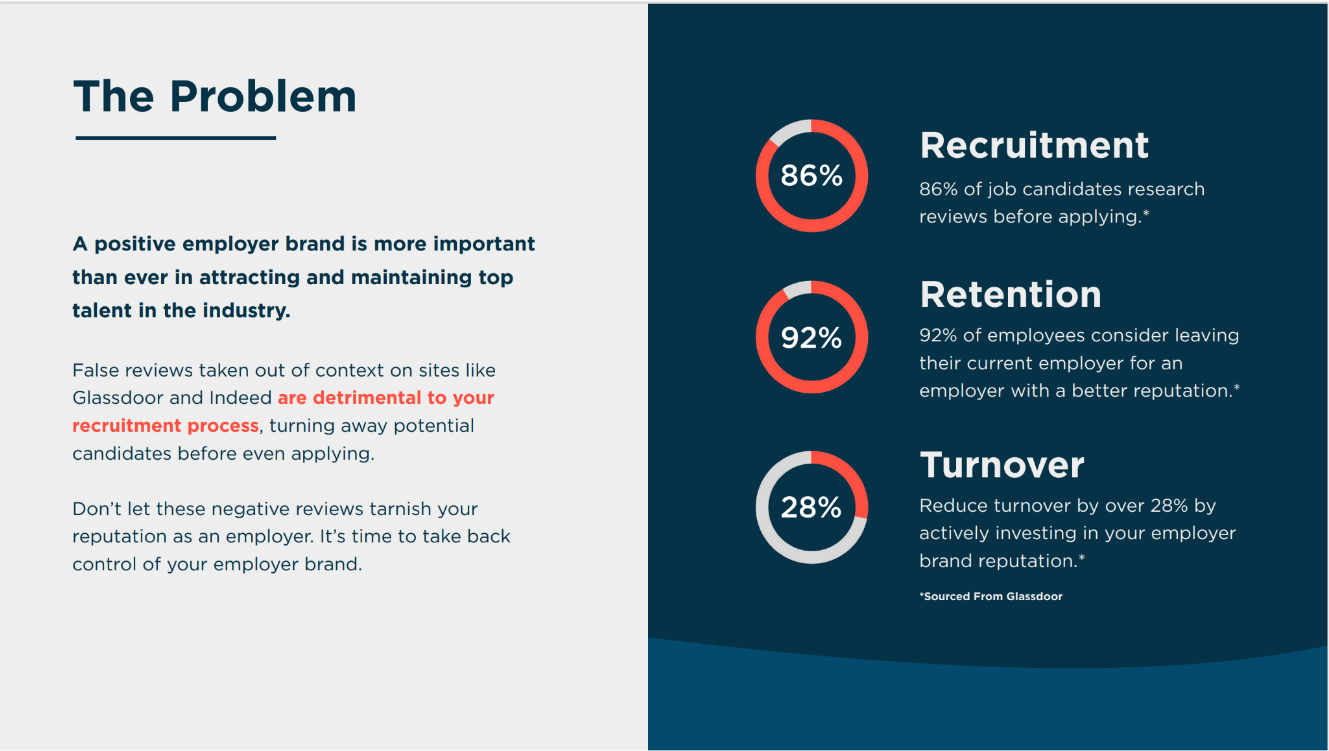 The Problem
A positive employer brand is more important
than ever in attracting and maintaining top
talent in the industry.
False reviews taken out of context on sites like
Glassdoor and Indeed are detrimental to your
recruitment process, turning away potential
candidates before even applying.
Don’t let these negative reviews tarnish your
reputation as an employer. It’s time to take back
control of your employer brand.
86%
Recruitment
86% of job candidates research
reviews before applying.*
92%
Retention
92% of employees consider leaving
their current employer for an
employer with a better reputation.*
28%
Turnover
Reduce turnover by over 28% by
actively investing in your employer
brand reputation.*
*Sourced From Glassdoor